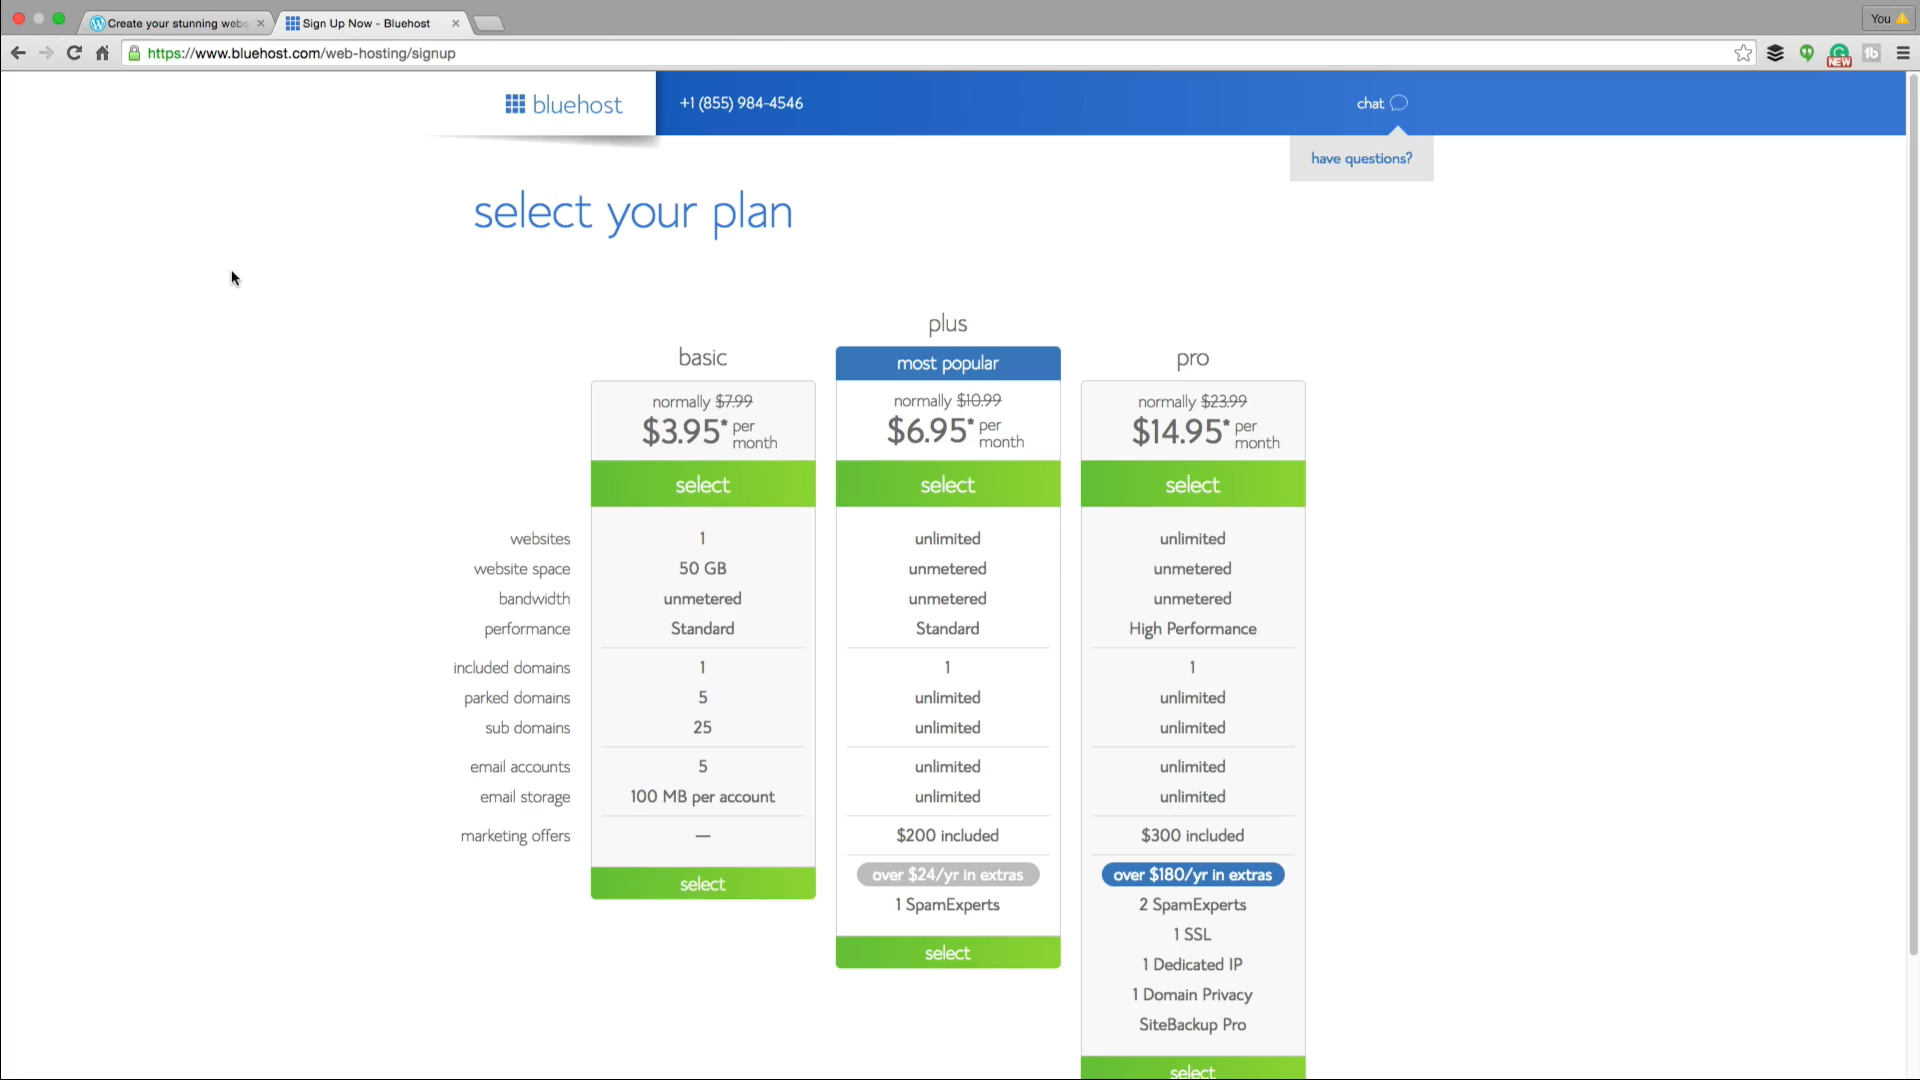 Create your stunning webs
Sign Up Now - Bluehost
You
https://www.bluehost.com/web-hosting/signup
NEW
tb
bluehost
+1 (855) 984-4546
chat
have questions?
select your plan
basic
plus
pro
most popular
normally $7.99
normally $10.99
normally $23.99
$3.95* per month
$6.95* per month
$14.95* per month
select
select
select
websites 1 unlimited unlimited
website space 50 GB unmetered unmetered
bandwidth unmetered unmetered unmetered
performance Standard Standard High Performance
included domains 1 1 1
parked domains 5 unlimited unlimited
sub domains 25 unlimited unlimited
email accounts 5 unlimited unlimited
email storage 100 MB per account unlimited unlimited
marketing offers — $200 included $300 included
select
over $24/yr in extras
over $180/yr in extras
1 SpamExperts
2 SpamExperts
1 SSL
select
1 Dedicated IP
1 Domain Privacy
SiteBackup Pro
select